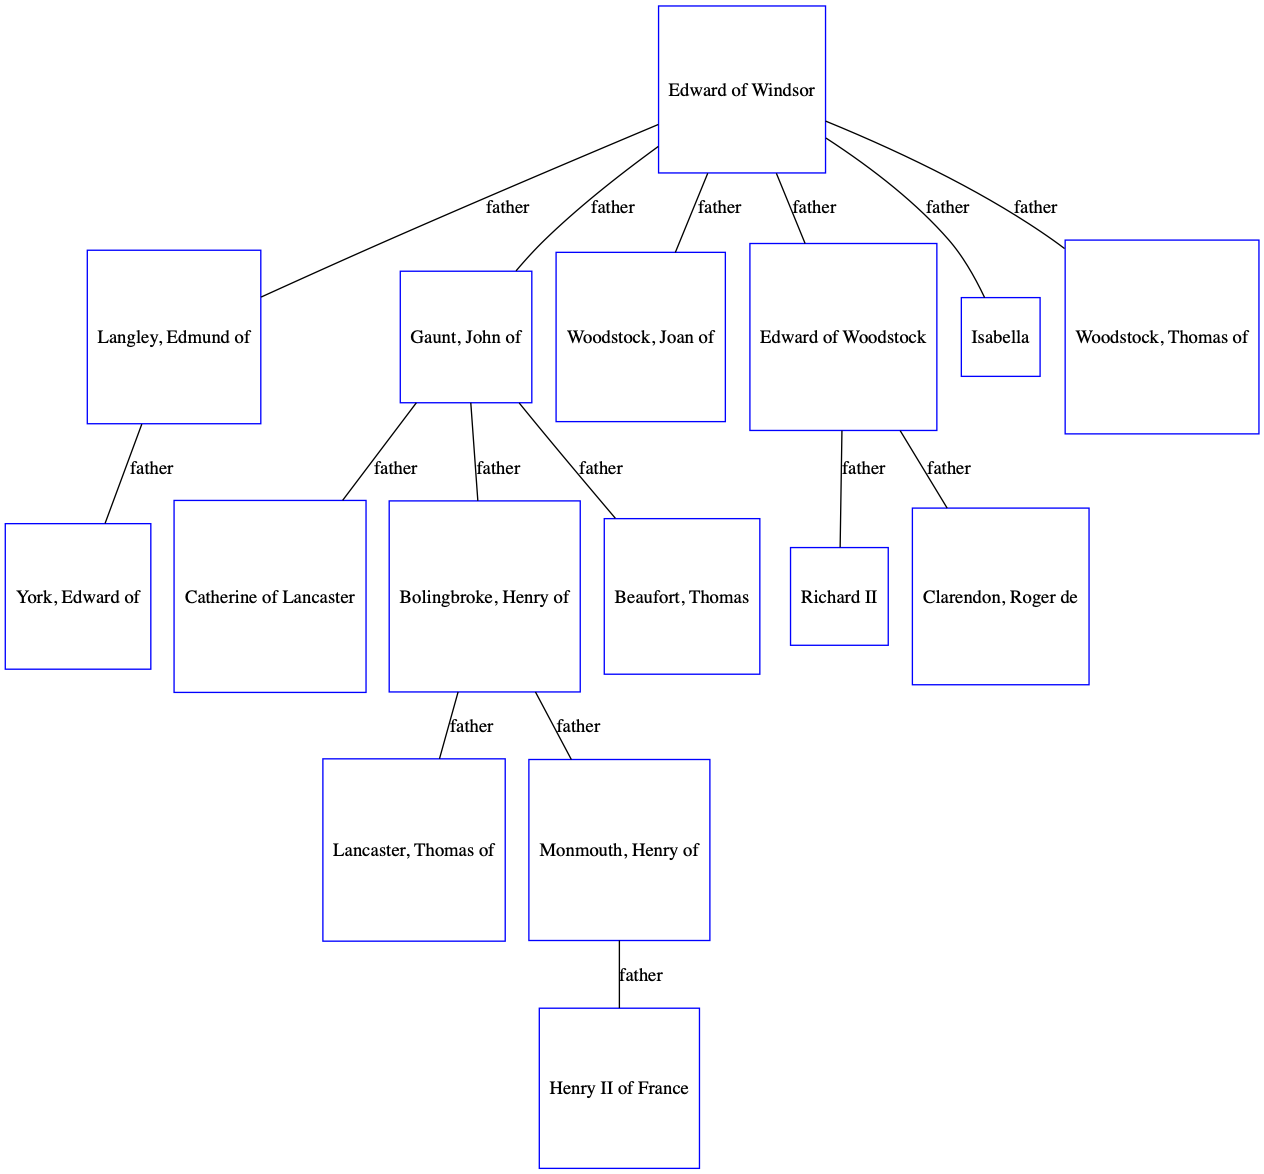 Edward of Windsor
father
father
father
father
father
father
Langley, Edmund of
Gaunt, John of
Woodstock, Joan of
Edward of Woodstock
Isabella
Woodstock, Thomas of
father
father
father
father
father
father
York, Edward of
Catherine of Lancaster
Bolingbroke, Henry of
Beaufort, Thomas
Richard II
Clarendon, Roger de
father
father
Lancaster, Thomas of
Monmouth, Henry of
father
Henry II of France